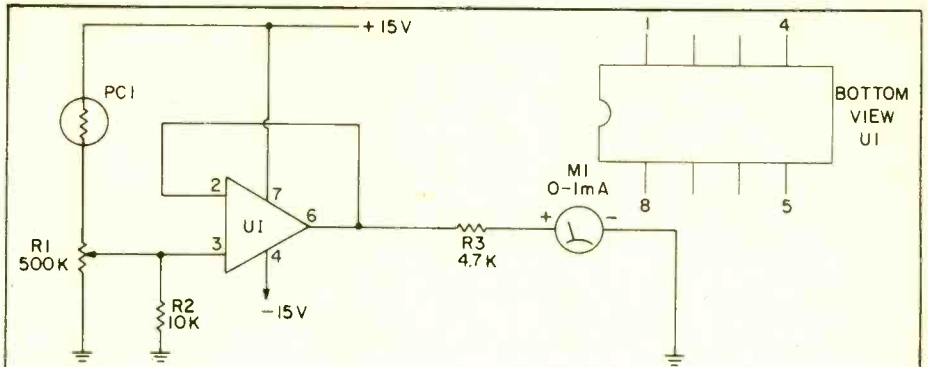 +15V
1 4
PC1
BOTTOM
VIEW
U1
8 5
M1
0-1mA
+ -
2
7
U1
6
3
4
-15V
R1
500K
R2
10K
R3
4.7K